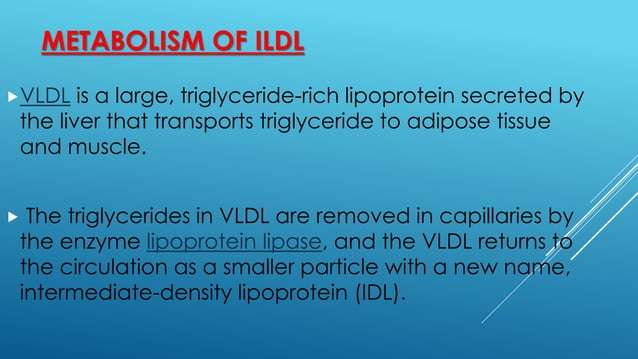 METABOLISM OF ILDL
VLDL is a large, triglyceride-rich lipoprotein secreted by
the liver that transports triglyceride to adipose tissue
and muscle.
The triglycerides in VLDL are removed in capillaries by
the enzyme lipoprotein lipase, and the VLDL returns to
the circulation as a smaller particle with a new name,
intermediate-density lipoprotein (IDL).